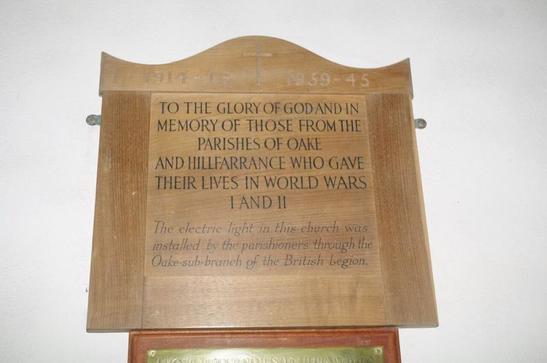 1914-18 1939-45
TO THE GLORY OF GOD AND IN
MEMORY OF THOSE FROM THE
PARISHES OF OAKE
AND HILLFARRANCE WHO GAVE
THEIR LIVES IN WORLD WARS
I AND II
The electric light in this church was
installed by the parishioners through the
Oake sub-branch of the British Legion.